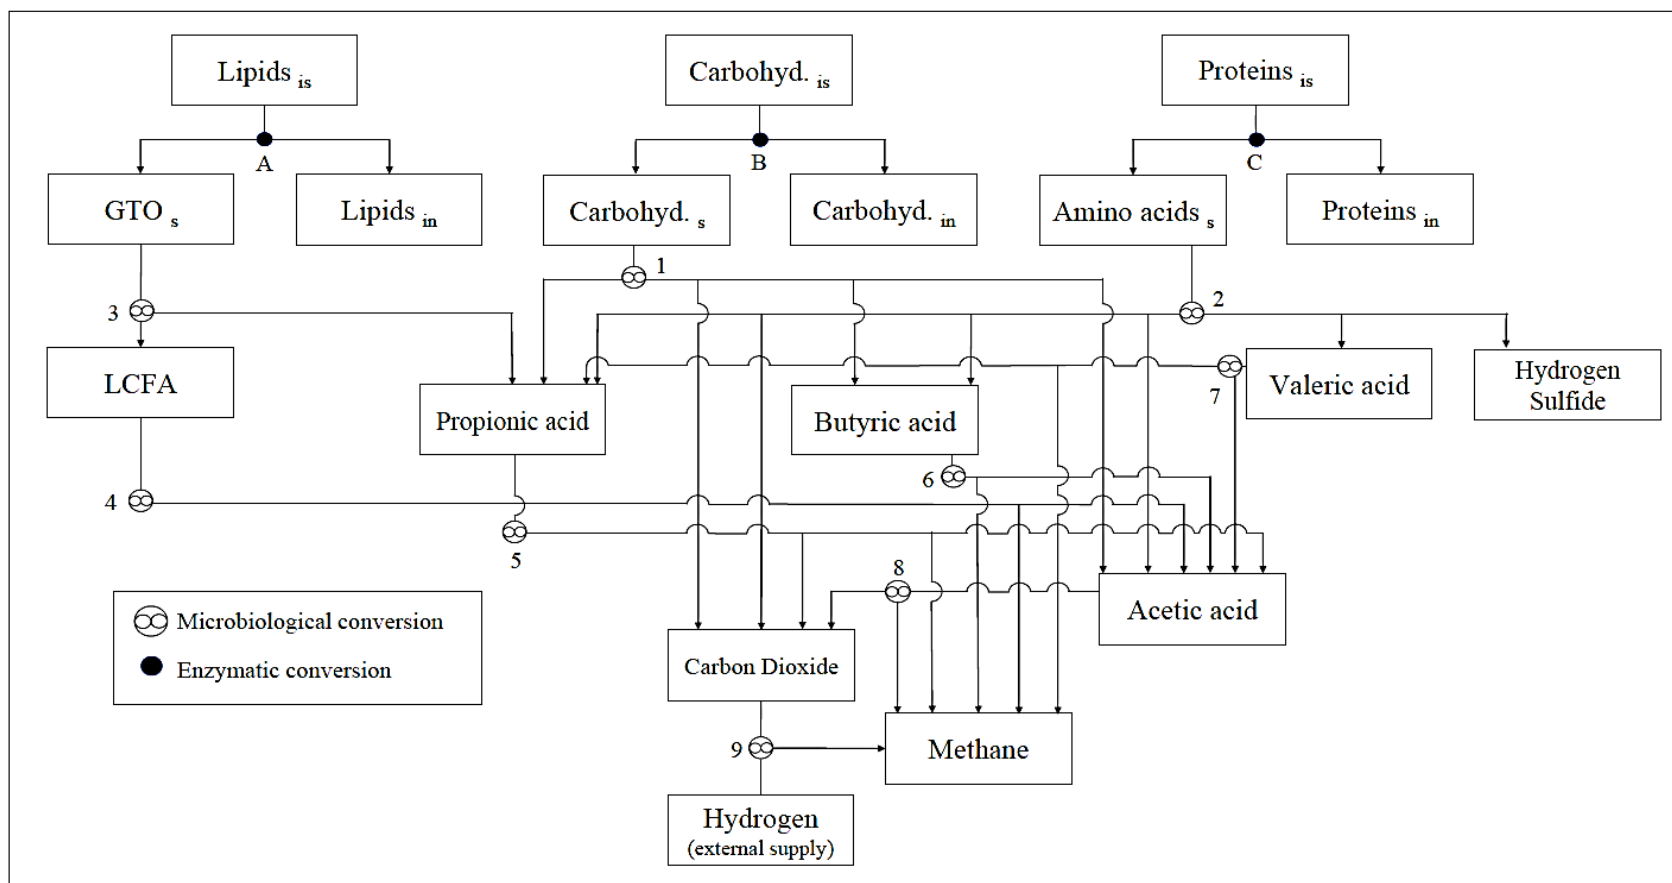 Lipids is
Carbohyd. is
Proteins is
A
B
C
GTO s
Lipids in
Carbohyd. s
Carbohyd. in
Amino acids s
Proteins in
1
2
3
LCFA
Propionic acid
Butyric acid
7
Valeric acid
Hydrogen
Sulfide
6
4
5
8
Acetic acid
Microbiological conversion
Enzymatic conversion
Carbon Dioxide
9
Methane
Hydrogen
(external supply)